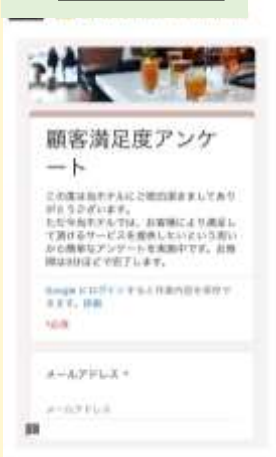 顧客満足度アンケ
ート
この度は当ホテルにご宿泊頂きましてあり
がとうございます。
ただ今当ホテルでは、お客様により満足し
て頂けるサービスを提供したいという思い
から簡単なアンケートを実施中です。お時
間は3分ほどで完了します。
Google にログインすると作業内容を保存で
きます。詳細
*必須
メールアドレス *
メールアドレス